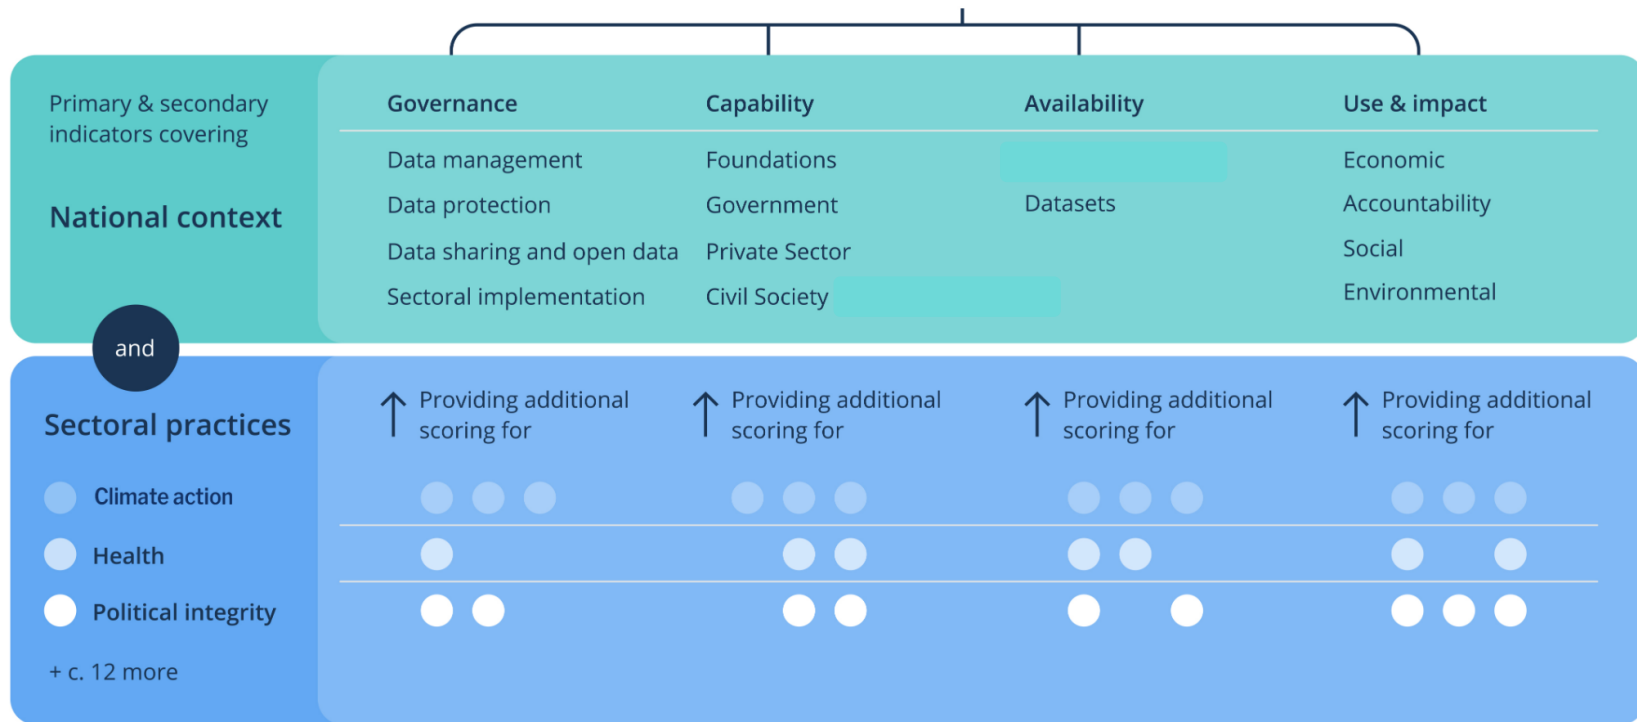 Primary & secondary
indicators covering
National context
Governance
Data management
Data protection
Data sharing and open data
Sectoral implementation
Capability
Foundations
Government
Private Sector
Civil Society
Availability
Datasets
Use & impact
Economic
Accountability
Social
Environmental
and
Sectoral practices
Climate action
Health
Political integrity
+ c. 12 more
Providing additional
scoring for
Providing additional
scoring for
Providing additional
scoring for
Providing additional
scoring for